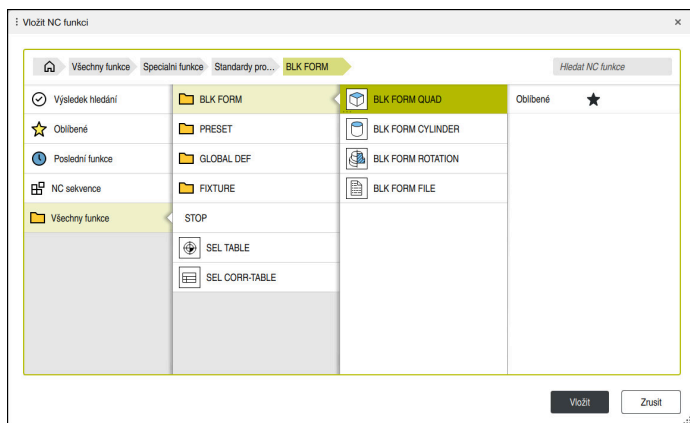 Vložit NC funkci
Všechny funkce Specialni funkce Standardy pro... BLK FORM Hledat NC funkce
Výsledek hledání BLK FORM BLK FORM QUAD Oblíbené
Oblíbené PRESET BLK FORM CYLINDER
Poslední funkce GLOBAL DEF BLK FORM ROTATION
NC sekvence FIXTURE BLK FORM FILE
Všechny funkce STOP
SEL TABLE
SEL CORR-TABLE
Vložit Zrusit